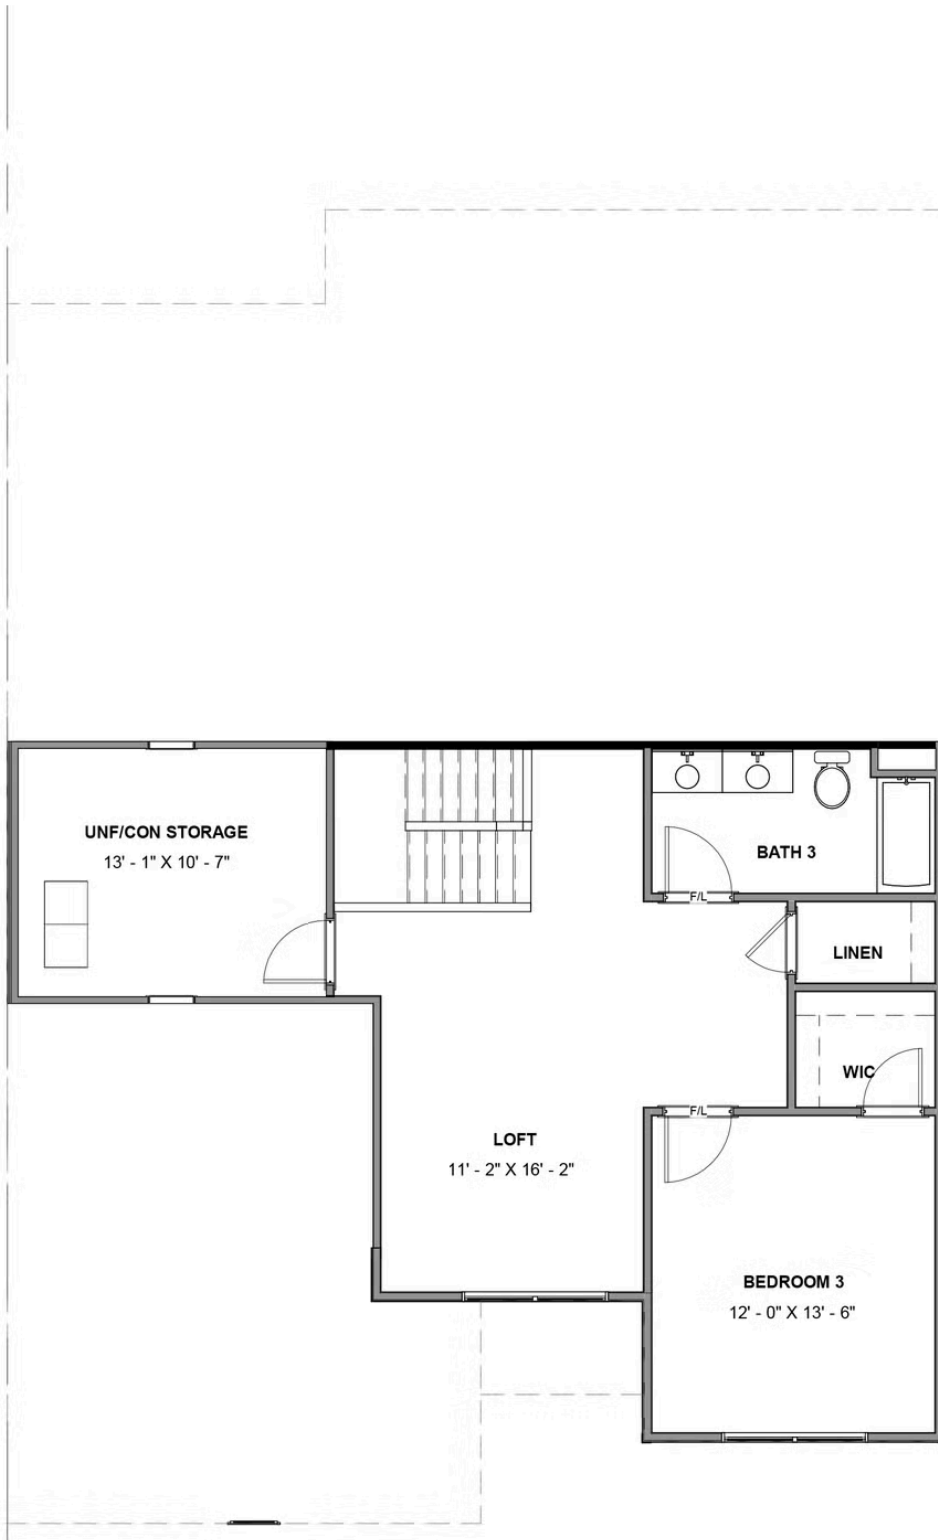 UNF/CON STORAGE
13' - 1" X 10' - 7"
BATH 3
F/L
LINEN
WIC
F/L
LOFT
11' - 2" X 16' - 2"
BEDROOM 3
12' - 0" X 13' - 6"